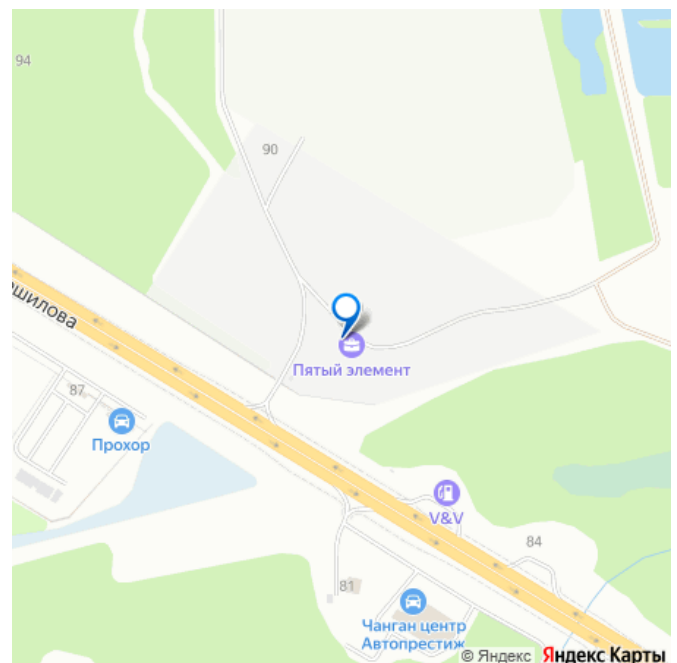 94
90
ошилова
Пятый элемент
87
Прохор
V&V
84
81
Чанган центр
Автопрестиж
© Яндекс Яндекс Карты